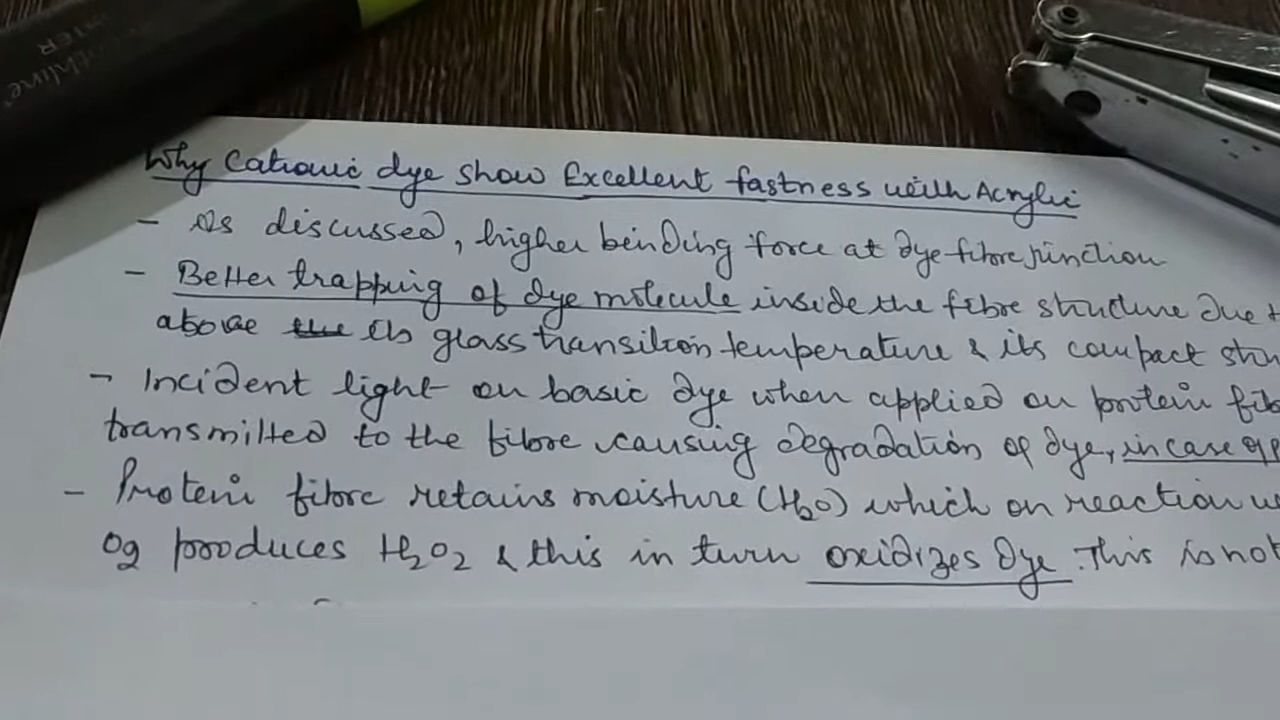 Why Cationic dye show Excellent fastness with Acrylic
- As discussed, higher binding force at dye-fibre junction
- Better trapping of dye molecule inside the fibre structure due
above its glass transition temperature & its compact
- Incident light on basic dye when applied on protein
transmitted to the fibre causing degradation of dye, in case of
- Protein fibre retains moisture (H2O) which on reaction
O2 produces H2O2 & this in turn oxidizes dye. This is not